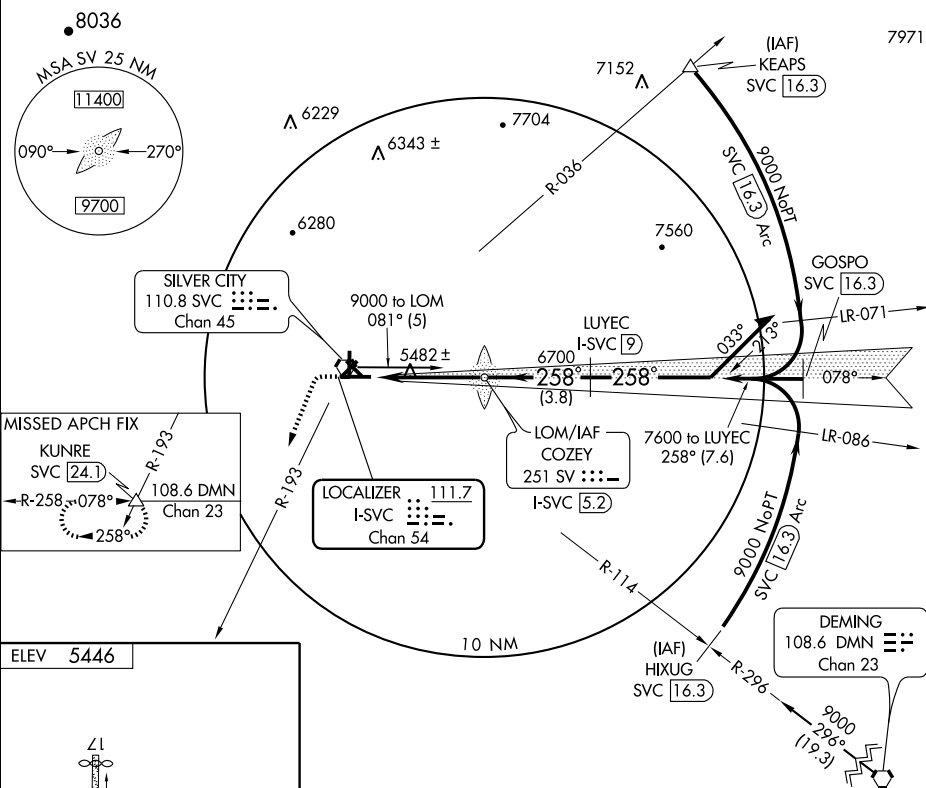 8036
MSA SV 25 NM
11400
090°
270°
9700
6229
6343 ±
6280
7152
7704
7560
7971
(IAF)
KEAPS
SVC 16.3
R-036
9000 NoPT
SVC 16.3 Arc
GOSPO
SVC 16.3
LR-071
SILVER CITY
110.8 SVC
Chan 45
9000 to LOM
081° (5)
5482 ±
LUYEC
I-SVC 9
6700
258°
258°
(3.8)
033°
213°
078°
7600 to LUYEC
258° (7.6)
LR-086
LOM/IAF
COZEY
251 SV
I-SVC 5.2
MISSED APCH FIX
KUNRE
SVC 24.1
R-193
R-258
078°
258°
108.6 DMN
Chan 23
R-193
LOCALIZER 111.7
I-SVC
Chan 54
9000 NoPT
SVC 16.3 Arc
R-114
10 NM
(IAF)
HIXUG
SVC 16.3
R-296
9000
296°
(19.3)
DEMING
108.6 DMN
Chan 23
ELEV 5446
17